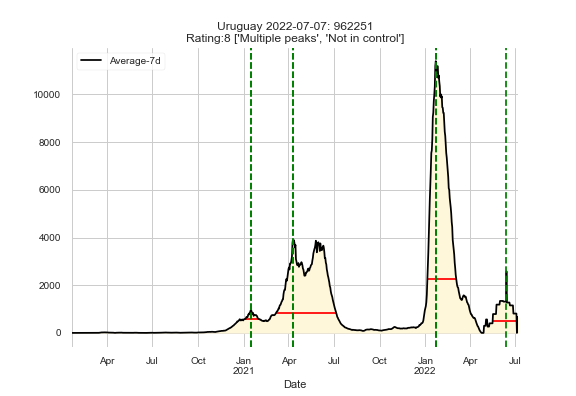 Uruguay 2022-07-07: 962251
Rating:8 ['Multiple peaks', 'Not in control']
Average-7d
10000
8000
6000
4000
2000
0
Apr
Jul
Oct
Jan
2021
Apr
Jul
Oct
Jan
2022
Apr
Jul
Date